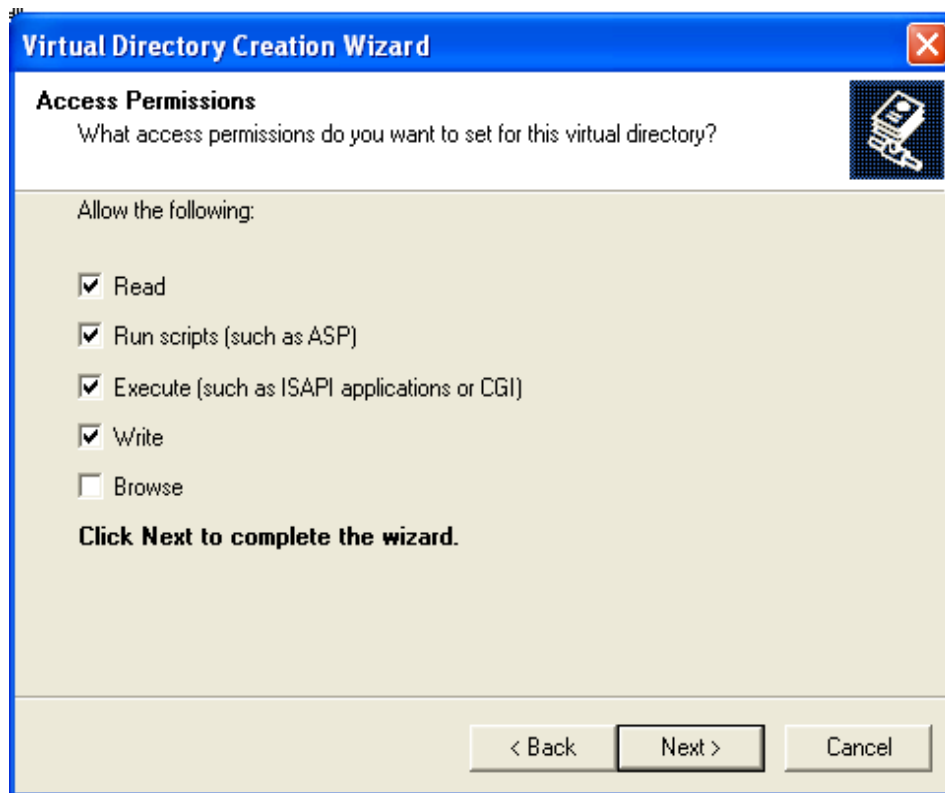 Virtual Directory Creation Wizard
Access Permissions
What access permissions do you want to set for this virtual directory?
Allow the following:
Read
Run scripts (such as ASP)
Execute (such as ISAPI applications or CGI)
Write
Browse
Click Next to complete the wizard.
< Back
Next >
Cancel